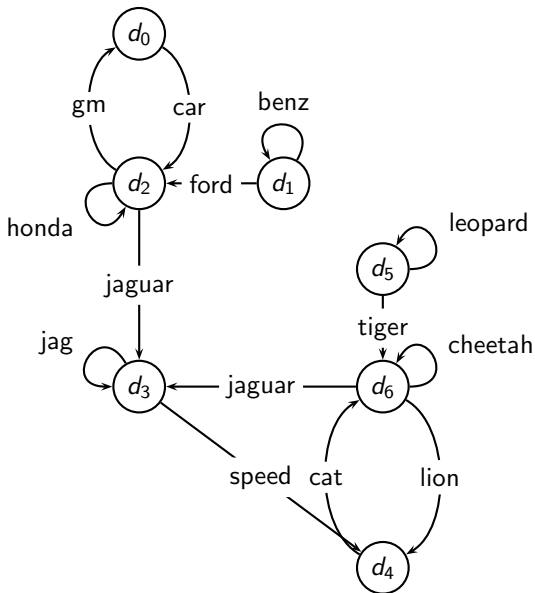 d0
gm
car
benz
d2
ford
d1
honda
leopard
d5
jaguar
tiger
jag
cheetah
d3
jaguar
d6
speed
cat
lion
d4